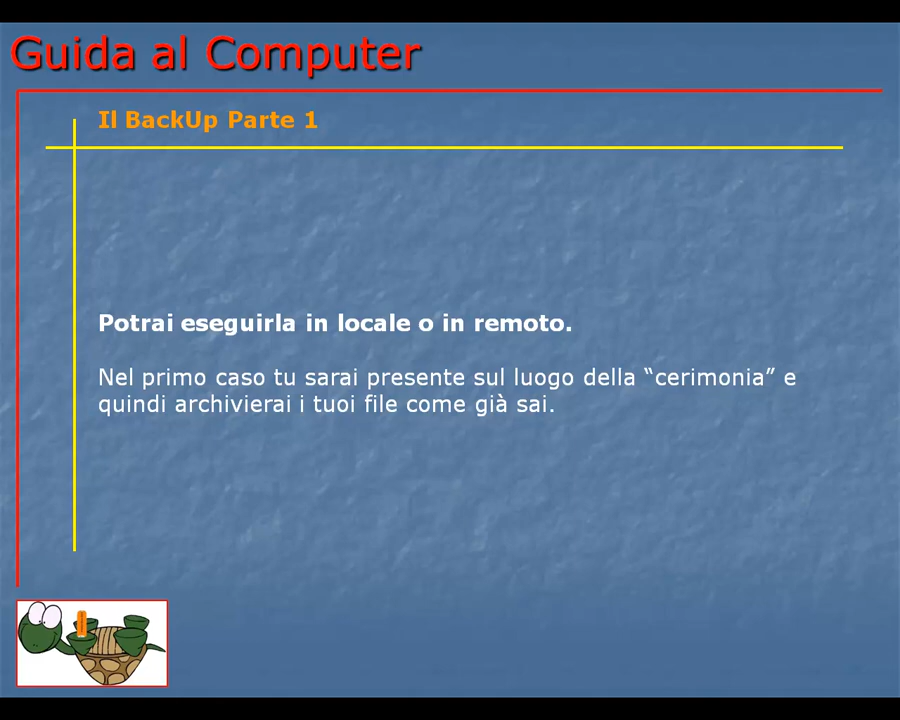 Guida al Computer
Il BackUp Parte 1
Potrai eseguirla in locale o in remoto.
Nel primo caso tu sarai presente sul luogo della “cerimonia” e
quindi archivierai i tuoi file come già sai.